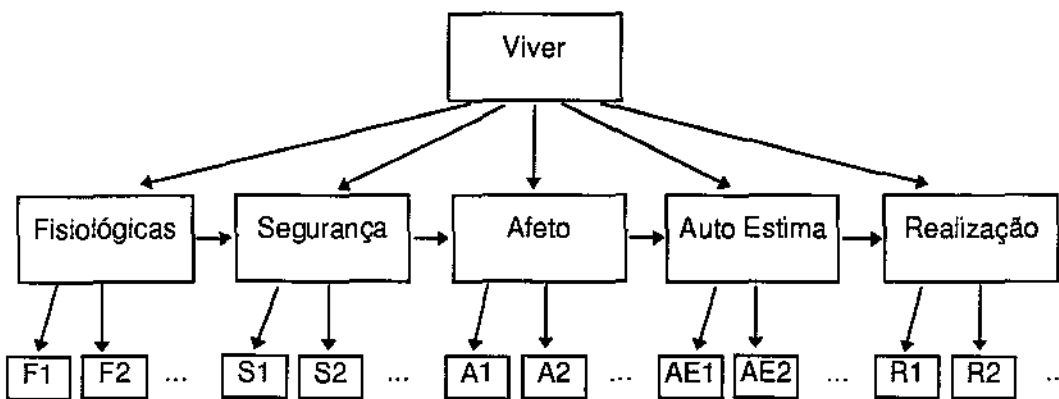 Viver
Fisiológicas Segurança Afeto Auto Estima Realização
F1 F2 ... S1 S2 ... A1 A2 ... AE1 AE2 ... R1 R2 ...